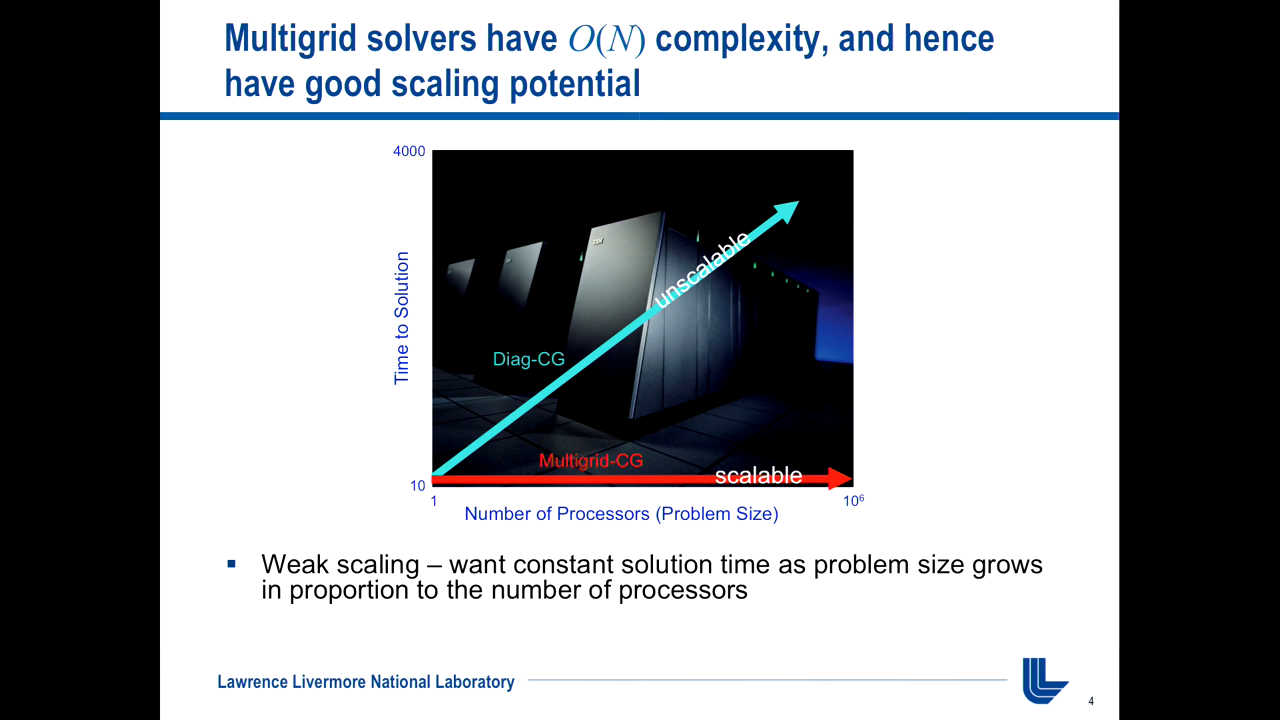 Multigrid solvers have O(N) complexity, and hence
have good scaling potential
4000
Time to Solution
unscalable
Diag-CG
Multigrid-CG
scalable
10
1
10⁶
Number of Processors (Problem Size)
▪ Weak scaling – want constant solution time as problem size grows
in proportion to the number of processors
Lawrence Livermore National Laboratory
4